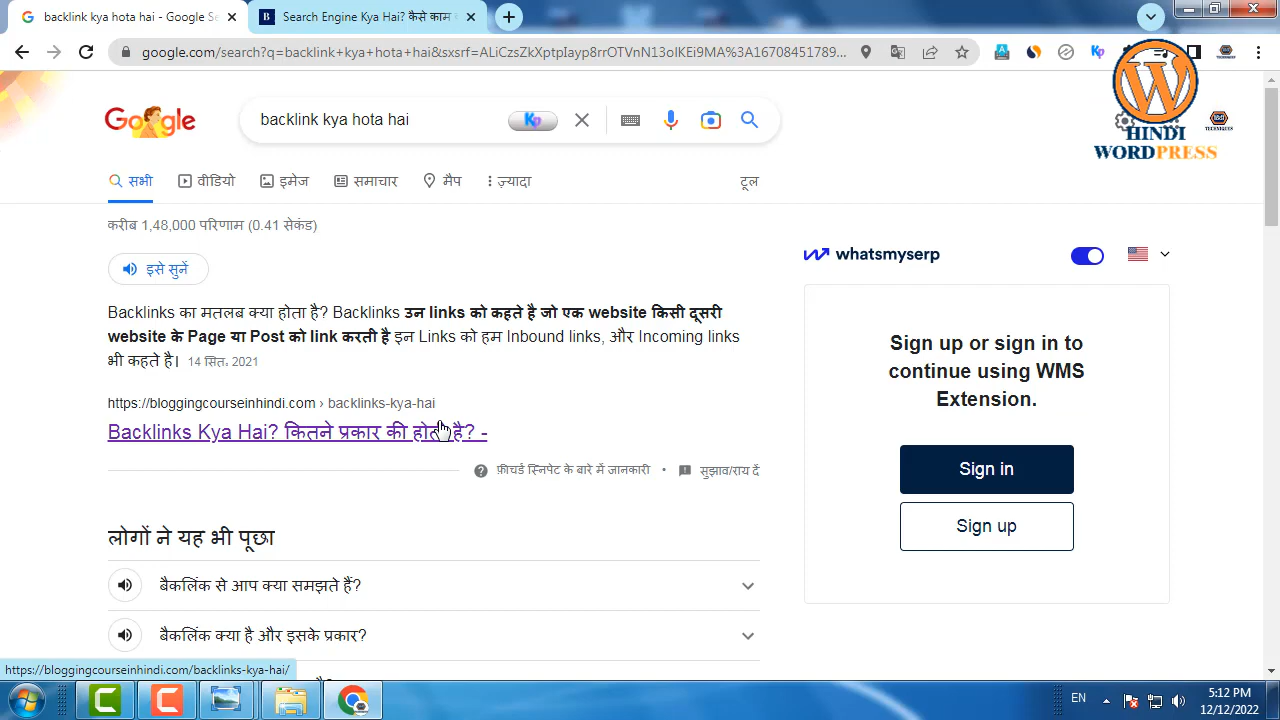 backlink kya hota hai - Google Se
Search Engine Kya Hai? कैसे काम
google.com/search?q=backlink+kya+hota+hai&sxsrf=ALiCzsZkXptpIayp8rrOTVnN13oIKEi9MA%3A16708451789...
Google
backlink kya hota hai
Kp
HINDI
WORDPRESS
सभी
वीडियो
इमेज
समाचार
मैप
ज़्यादा
टूल
करीब 1,48,000 परिणाम (0.41 सेकंड)
इसे सुनें
Backlinks का मतलब क्या होता है? Backlinks उन links को कहते है जो एक website किसी दूसरी
website के Page या Post को link करती है इन Links को हम Inbound links, और Incoming links
भी कहते है। 14 सित. 2021
https://bloggingcourseinhindi.com › backlinks-kya-hai
Backlinks Kya Hai? कितने प्रकार की होती है? -
फ़ीचर्ड स्निपेट के बारे में जानकारी
सुझाव/राय दें
लोगों ने यह भी पूछा
बैकलिंक से आप क्या समझते हैं?
बैकलिंक क्या है और इसके प्रकार?
whatsmyserp
Sign up or sign in to
continue using WMS
Extension.
Sign in
Sign up
https://bloggingcourseinhindi.com/backlinks-kya-hai/
EN
5:12 PM
12/12/2022